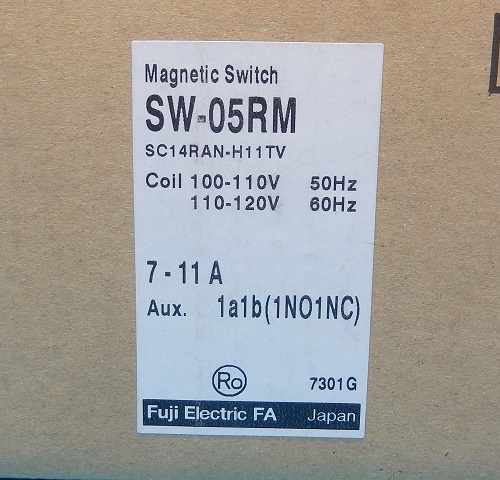 Magnetic Switch
SW-05RM
SC14RAN-H11TV
Coil 100-110V 50Hz
110-120V 60Hz
7-11 A
Aux. 1a1b(1NO1NC)
Ro 7301G
Fuji Electric FA Japan